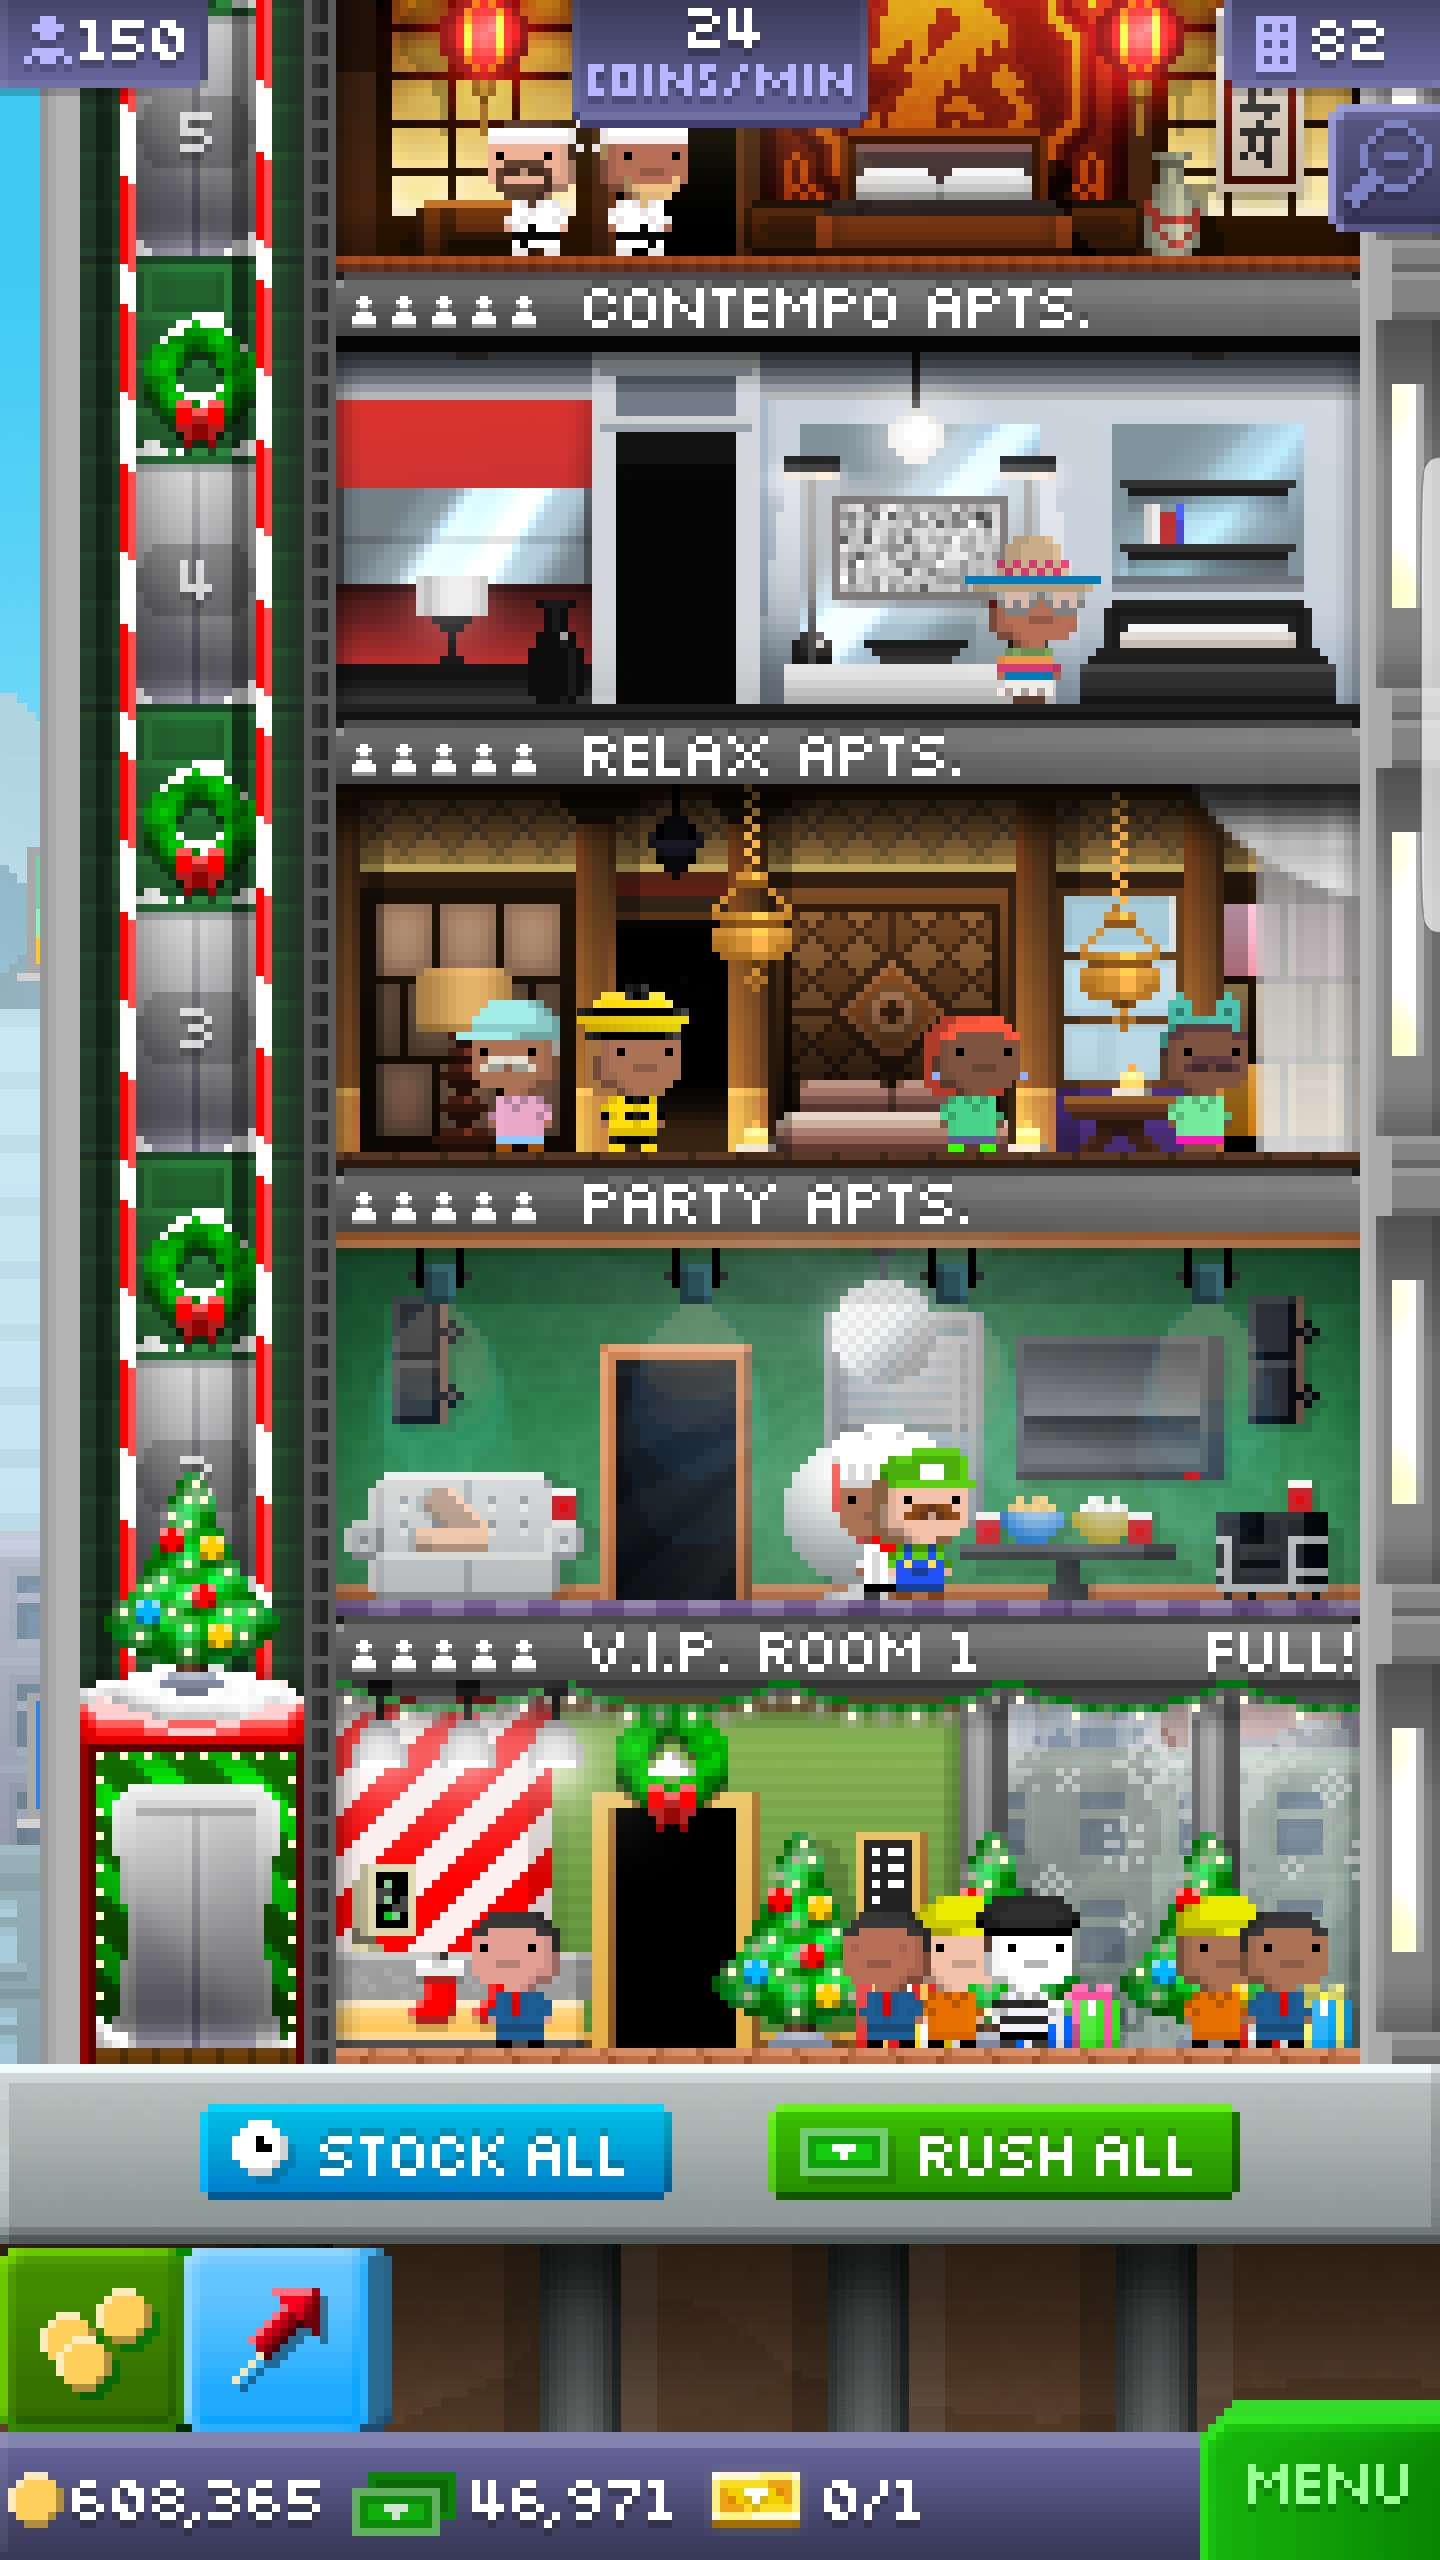 150
24
COINS/MIN
82
5
CONTEMPO APTS.
4
RELAX APTS.
3
PARTY APTS.
V.I.P. ROOM 1 FULL!
STOCK ALL
RUSH ALL
608,365
46,971
0/1
MENU